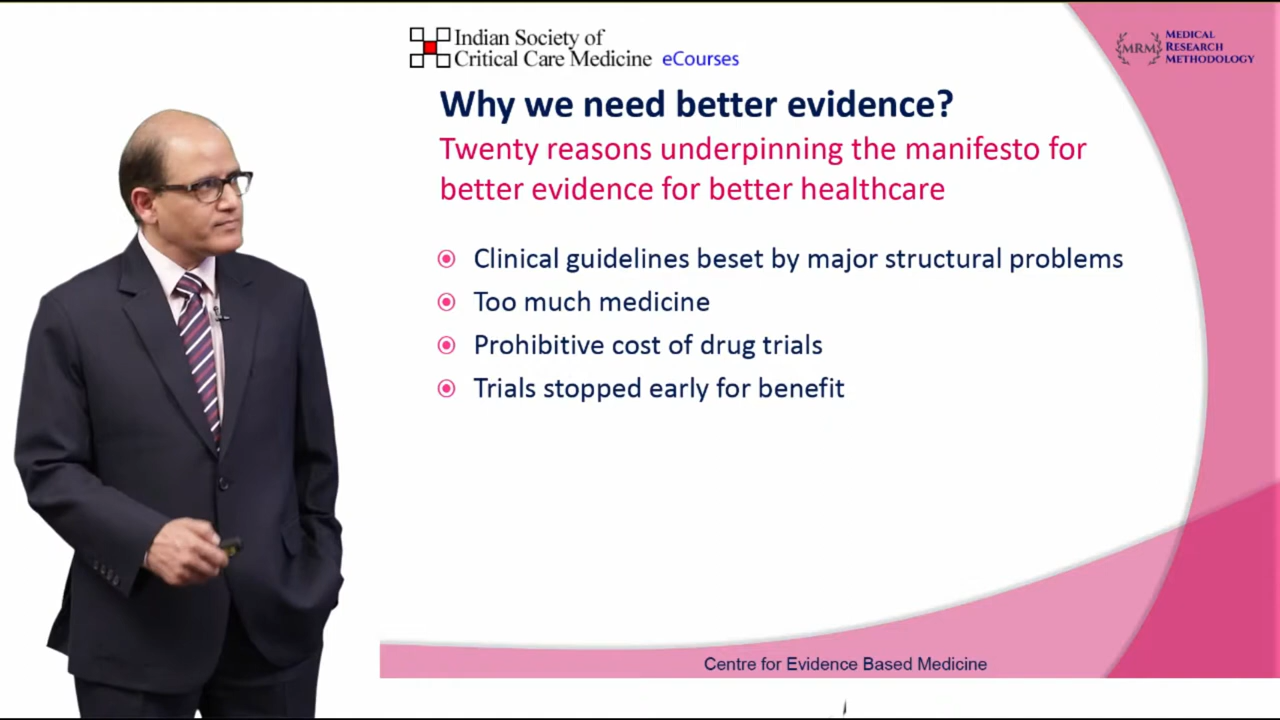 Indian Society of
Critical Care Medicine eCourses
MRM
MEDICAL
RESEARCH
METHODOLOGY
Why we need better evidence?
Twenty reasons underpinning the manifesto for
better evidence for better healthcare
Clinical guidelines beset by major structural problems
Too much medicine
Prohibitive cost of drug trials
Trials stopped early for benefit
Centre for Evidence Based Medicine